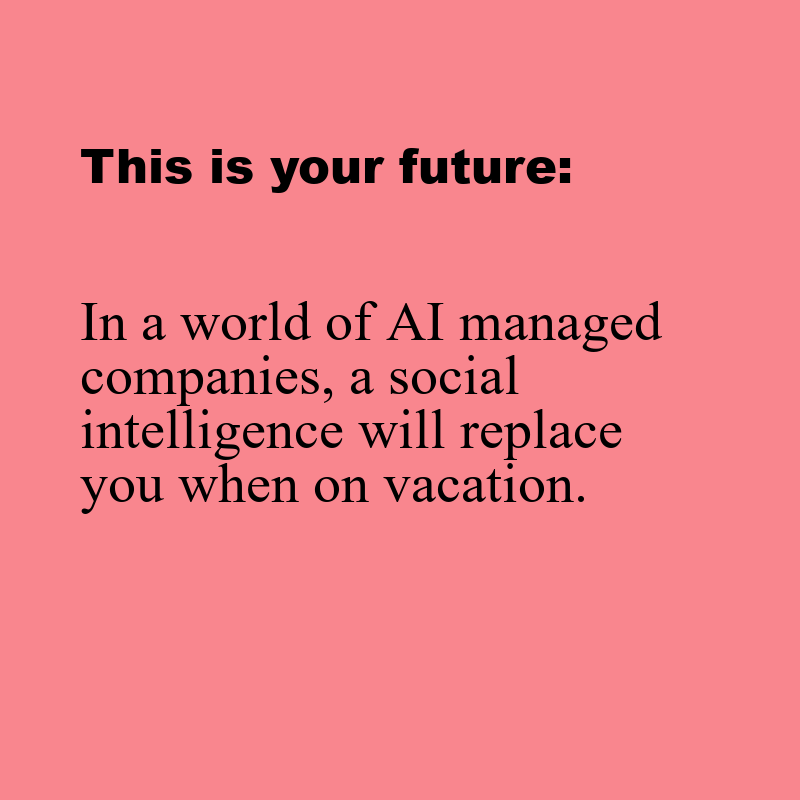 This is your future:
In a world of AI managed
companies, a social
intelligence will replace
you when on vacation.